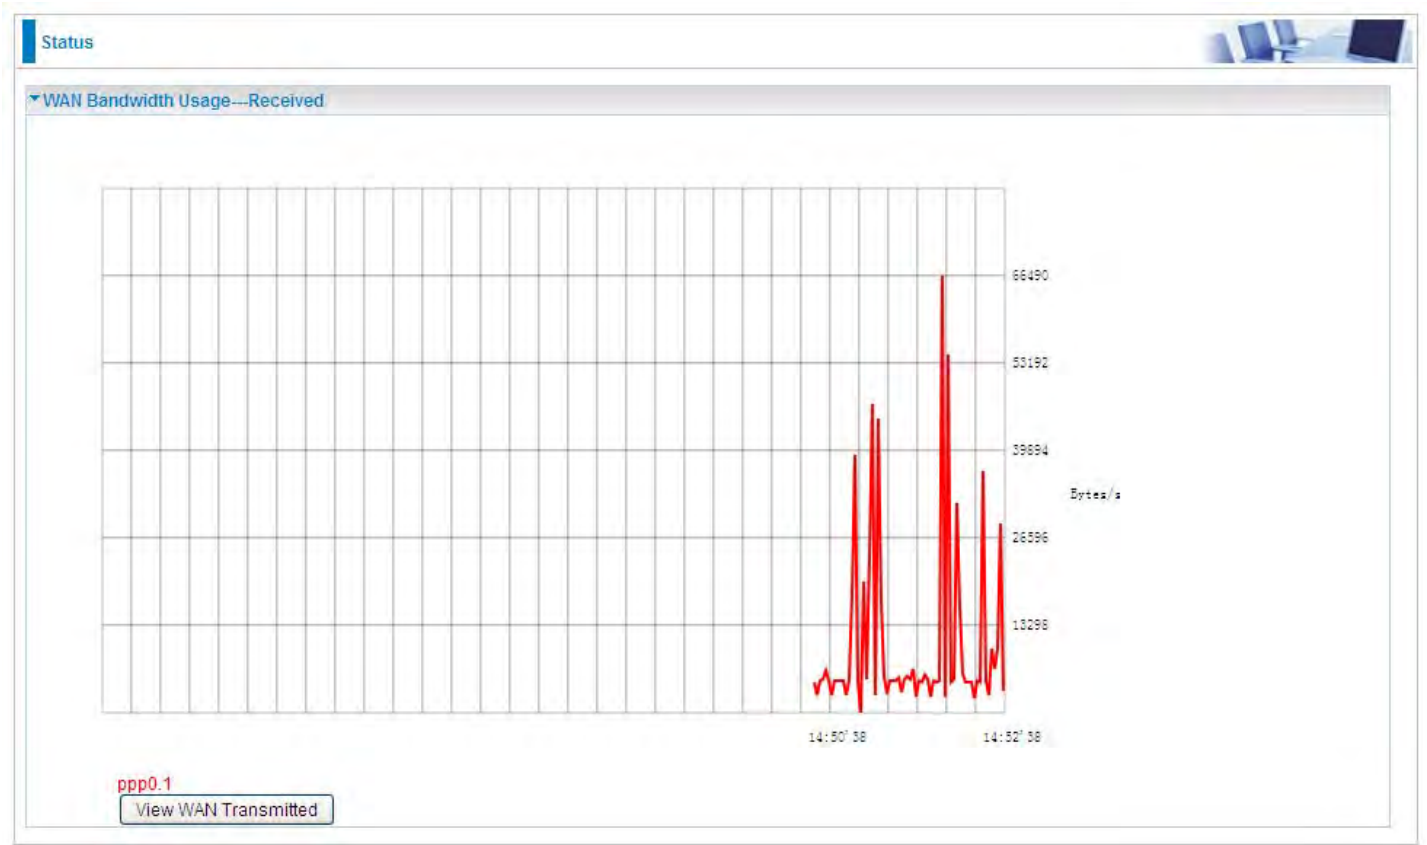 Status
WAN Bandwidth Usage---Received
66490
53192
39894
Bytes/s
26596
13298
14:50'38
14:52'38
ppp0.1
View WAN Transmitted